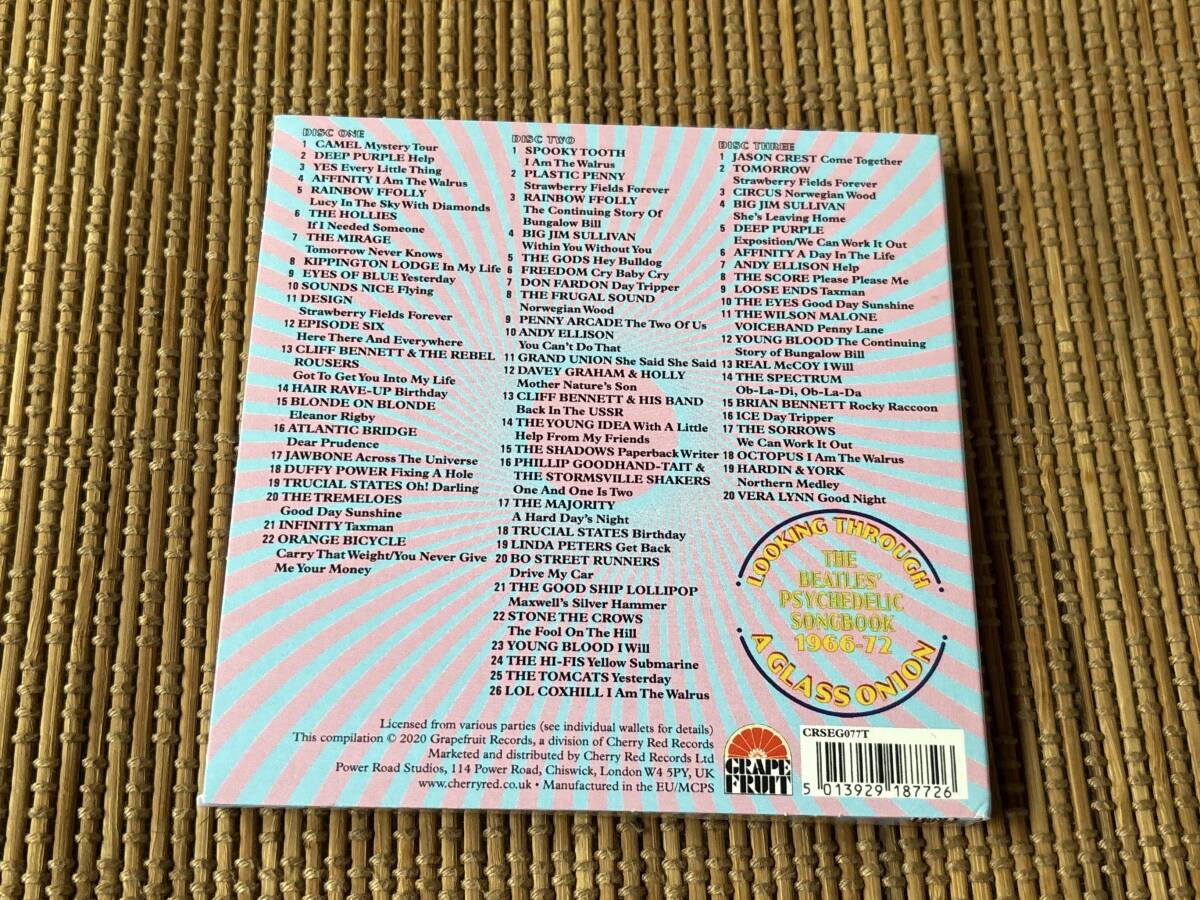 DISC ONE
1 CAMEL Mystery Tour
2 DEEP PURPLE Help
3 YES Every Little Thing
4 AFFINITY I Am The Walrus
5 RAINBOW FFOLLY
Lucy In The Sky With Diamonds
6 THE HOLLIES
If I Needed Someone
7 THE MIRAGE
Tomorrow Never Knows
8 KIPPINGTON LODGE In My Life
9 EYES OF BLUE Yesterday
10 SOUNDS NICE Flying
11 DESIGN
Strawberry Fields Forever
12 EPISODE SIX
Here There And Everywhere
13 CLIFF BENNETT & THE REBEL
ROUSERS
Got To Get You Into My Life
14 HAIR RAVE-UP Birthday
15 BLONDE ON BLONDE
Eleanor Rigby
16 ATLANTIC BRIDGE
Dear Prudence
17 JAWBONE Across The Universe
18 DUFFY POWER Fixing A Hole
19 TRUCIAL STATES Oh! Darling
20 THE TREMELOES
Good Day Sunshine
21 INFINITY Taxman
22 ORANGE BICYCLE
Carry That Weight/You Never Give
Me Your Money
DISC TWO
1 SPOOKY TOOTH
I Am The Walrus
2 PLASTIC PENNY
Strawberry Fields Forever
3 RAINBOW FFOLLY
The Continuing Story Of
Bungalow Bill
4 BIG JIM SULLIVAN
Within You Without You
5 THE GODS Hey Bulldog
6 FREEDOM Cry Baby Cry
7 DON FARDON Day Tripper
8 THE FRUGAL SOUND
Norwegian Wood
9 PENNY ARCADE The Two Of Us
10 ANDY ELLISON
You Can't Do That
11 GRAND UNION She Said She Said
12 DAVEY GRAHAM & HOLLY
Mother Nature's Son
13 CLIFF BENNETT & HIS BAND
Back In The USSR
14 THE YOUNG IDEA With A Little
Help From My Friends
15 THE SHADOWS Paperback Writer
16 PHILLIP GOODHAND-TAIT &
THE STORMSVILLE SHAKERS
One And One Is Two
17 THE MAJORITY
A Hard Day's Night
18 TRUCIAL STATES Birthday
19 LINDA PETERS Get Back
20 BO STREET RUNNERS
Drive My Car
21 THE GOOD SHIP LOLLIPOP
Maxwell's Silver Hammer
22 STONE THE CROWS
The Fool On The Hill
23 YOUNG BLOOD I Will
24 THE HI-FIS Yellow Submarine
25 THE TOMCATS Yesterday
26 LOL COXHILL I Am The Walrus
DISC THREE
1 JASON CREST Come Together
2 TOMORROW
Strawberry Fields Forever
3 CIRCUS Norwegian Wood
4 BIG JIM SULLIVAN
She's Leaving Home
5 DEEP PURPLE
Exposition/We Can Work It Out
6 AFFINITY A Day In The Life
7 ANDY ELLISON Help
8 THE SCORE Please Please Me
9 LOOSE ENDS Taxman
10 THE EYES Good Day Sunshine
11 THE WILSON MALONE
VOICEBAND Penny Lane
12 YOUNG BLOOD The Continuing
Story of Bungalow Bill
13 REAL McCOY I Will
14 THE SPECTRUM
Ob-La-Di, Ob-La-Da
15 BRIAN BENNETT Rocky Raccoon
16 ICE Day Tripper
17 THE SORROWS
We Can Work It Out
18 OCTOPUS I Am The Walrus
19 HARDIN & YORK
Northern Medley
20 VERA LYNN Good Night
LOOKING THROUGH
THE
BEATLES'
PSYCHEDELIC
SONGBOOK
1966-72
A GLASS ONION
Licensed from various parties (see individual wallets for details)
This compilation © 2020 Grapefruit Records, a division of Cherry Red Records
Marketed and distributed by Cherry Red Records Ltd
Power Road Studios, 114 Power Road, Chiswick, London W4 5PY, UK
www.cherryred.co.uk • Manufactured in the EU/MCPS
GRAPE
FRUIT
CRSEG077T
5 013929 187726